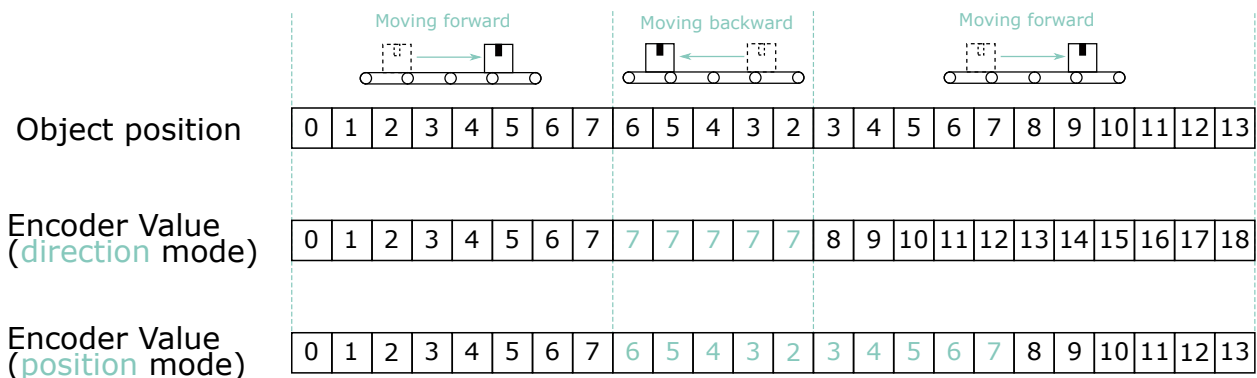 Moving forward
Moving backward
Moving forward
Object position
0 1 2 3 4 5 6 7 6 5 4 3 2 3 4 5 6 7 8 9 10 11 12 13
Encoder Value
(direction mode)
0 1 2 3 4 5 6 7 7 7 7 7 7 8 9 10 11 12 13 14 15 16 17 18
Encoder Value
(position mode)
0 1 2 3 4 5 6 7 6 5 4 3 2 3 4 5 6 7 8 9 10 11 12 13